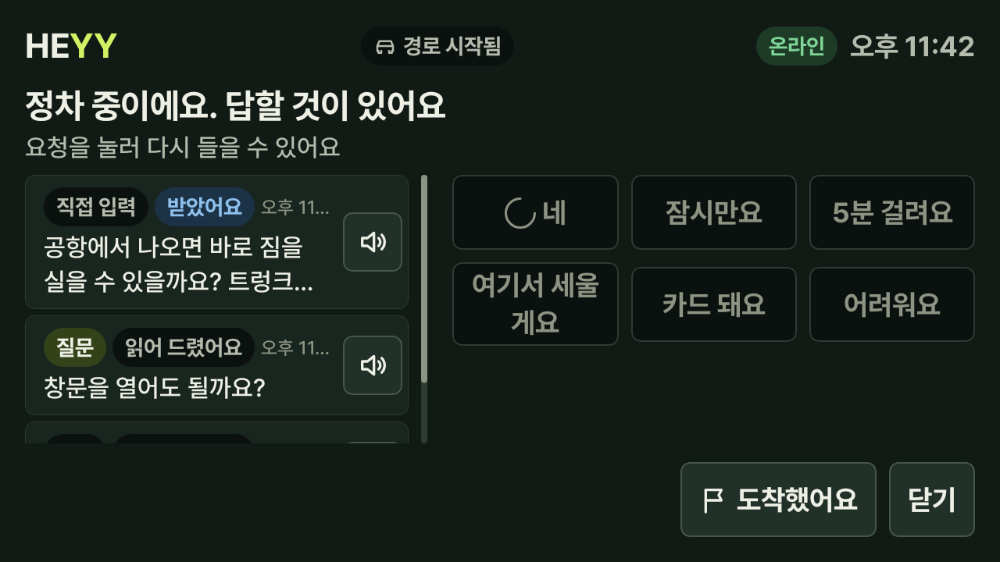 HEYY
경로 시작됨
온라인
오후 11:42
정차 중이에요. 답할 것이 있어요
요청을 눌러 다시 들을 수 있어요
직접 입력
받았어요
오후 11...
공항에서 나오면 바로 짐을
실을 수 있을까요? 트렁크...
질문
읽어 드렸어요
오후 11...
창문을 열어도 될까요?
네
잠시만요
5분 걸려요
여기서 세울
게요
카드 돼요
어려워요
도착했어요
닫기